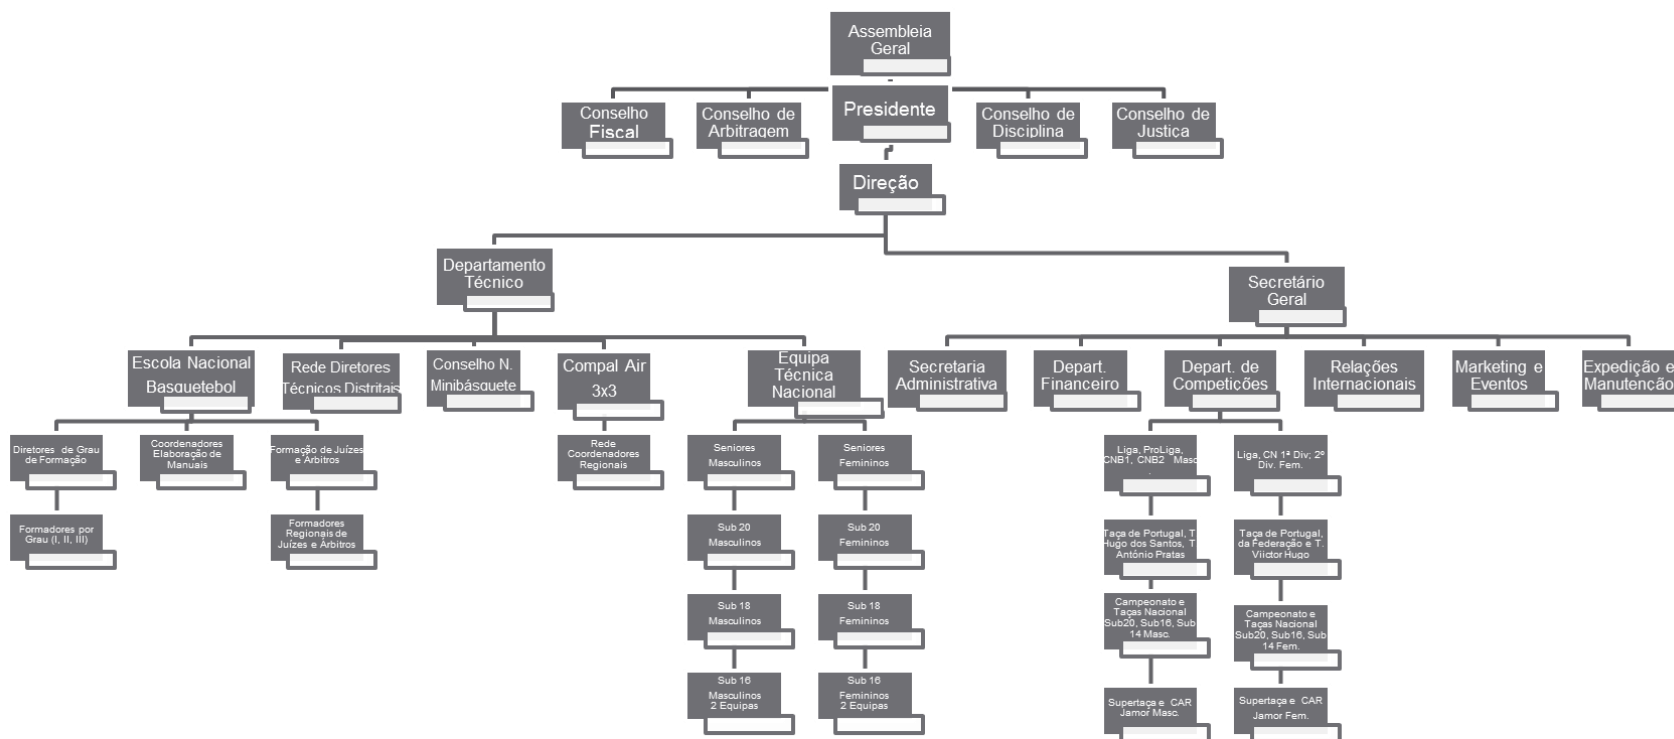 Assembleia
Geral
Conselho
Fiscal
Conselho de
Arbitragem
Presidente
Conselho de
Disciplina
Conselho de
Justiça
Direção
Departamento
Técnico
Secretário
Geral
Escola Nacional
Basquetebol
Rede Diretores
Técnicos Distritais
Conselho N.
Minibásquete
Compal Air
3x3
Equipa
Técnica
Nacional
Secretaria
Administrativa
Depart.
Financeiro
Depart. de
Competições
Relações
Internacionais
Marketing e
Eventos
Expedição e
Manutenção
Diretores de Grau
de Formação
Coordenadores
Elaboração de
Manuais
Formação de Juízes
e Árbitros
Rede
Coordenadores
Regionais
Seniores
Masculinos
Seniores
Femininos
Liga, ProLiga,
CNB1, CNB2 Masc
.
Liga, CN 1ª Div; 2º
Div. Fem.
Formadores por
Grau (I, II, III)
Formadores
Regionais de
Juízes e Árbitros
Sub 20
Masculinos
Sub 20
Femininos
Taça de Portugal, T.
Hugo dos Santos, T.
António Pratas
Taça de Portugal,
da Federação e T.
Viictor Hugo
Sub 18
Masculinos
Sub 18
Femininos
Campeonato e
Taças Nacional
Sub20, Sub16, Sub
14 Masc.
Campeonato e
Taças Nacional
Sub20, Sub16, Sub
14 Fem.
Sub 16
Masculinos
2 Equipas
Sub 16
Femininos
2 Equipas
Supertaça e CAR
Jamor Masc.
Supertaça e CAR
Jamor Fem.